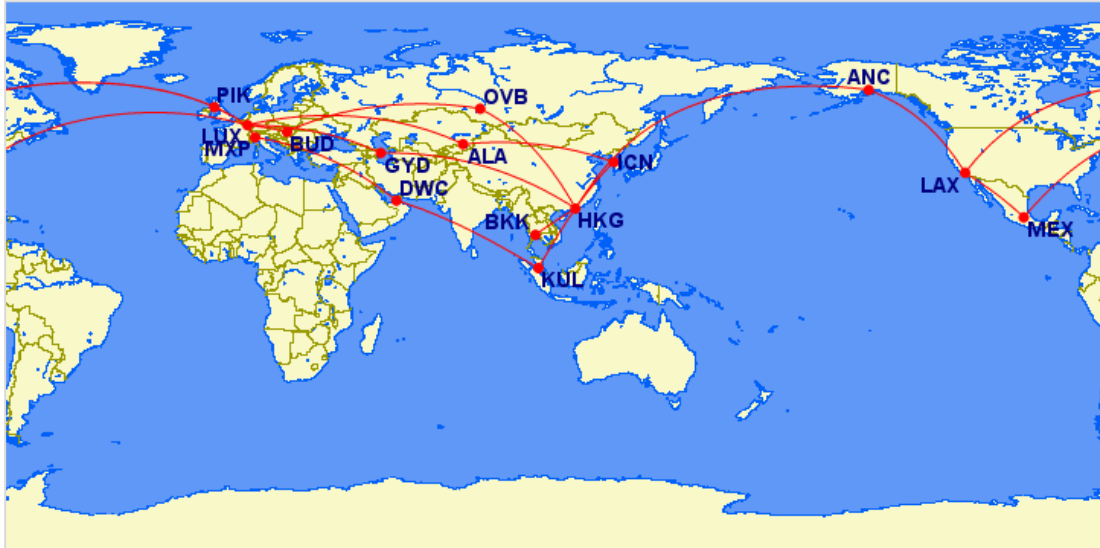 ANC
PIK
OVB
LUX
MXP
BUD
ALA
GYD
ICN
LAX
DWC
BKK
HKG
MEX
KUL